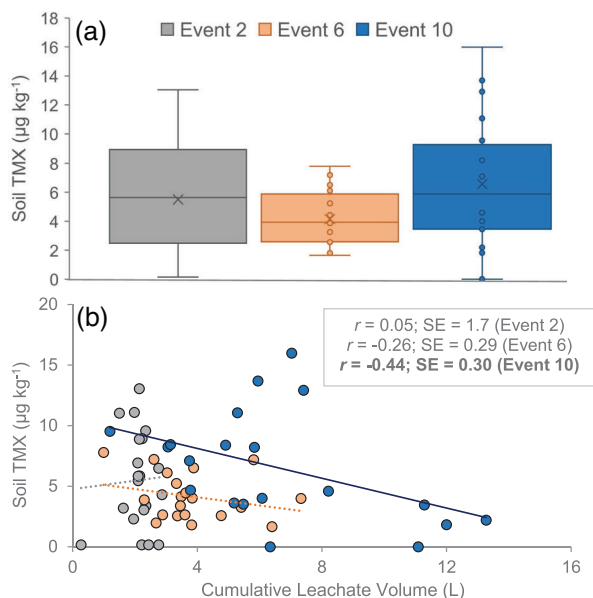 (a)
Event 2 Event 6 Event 10
Soil TMX (µg kg⁻¹)
18
16
14
12
10
8
6
4
2
0
(b)
r = 0.05; SE = 1.7 (Event 2)
r = -0.26; SE = 0.29 (Event 6)
r = -0.44; SE = 0.30 (Event 10)
Soil TMX (µg kg⁻¹)
20
15
10
5
0
0 4 8 12 16
Cumulative Leachate Volume (L)